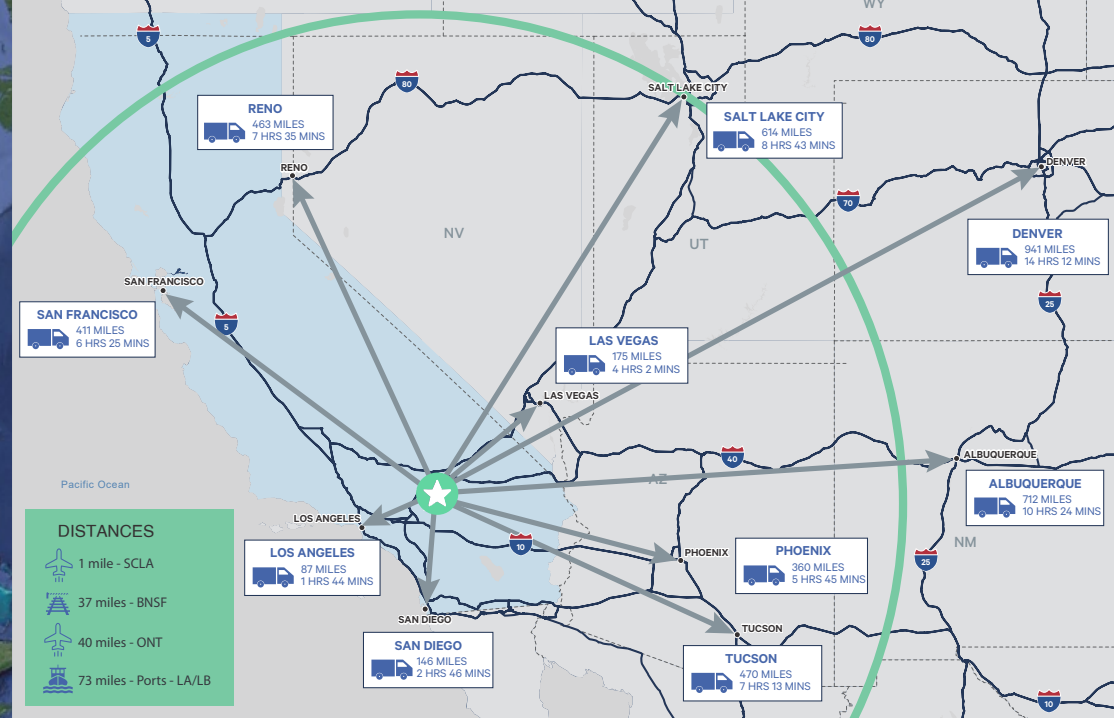 WY
5
80
80
SALT LAKE CITY
RENO
463 MILES
7 HRS 35 MINS
SALT LAKE CITY
614 MILES
8 HRS 43 MINS
RENO
DENVER
70
NV
UT
DENVER
941 MILES
14 HRS 12 MINS
SAN FRANCISCO
25
SAN FRANCISCO
411 MILES
6 HRS 25 MINS
5
LAS VEGAS
175 MILES
4 HRS 2 MINS
LAS VEGAS
40
ALBUQUERQUE
AZ
Pacific Ocean
ALBUQUERQUE
712 MILES
10 HRS 24 MINS
LOS ANGELES
DISTANCES
1 mile - SCLA
37 miles - BNSF
40 miles - ONT
73 miles - Ports - LA/LB
10
NM
LOS ANGELES
87 MILES
1 HRS 44 MINS
PHOENIX
PHOENIX
360 MILES
5 HRS 45 MINS
25
SAN DIEGO
TUCSON
SAN DIEGO
146 MILES
2 HRS 46 MINS
TUCSON
470 MILES
7 HRS 13 MINS
10